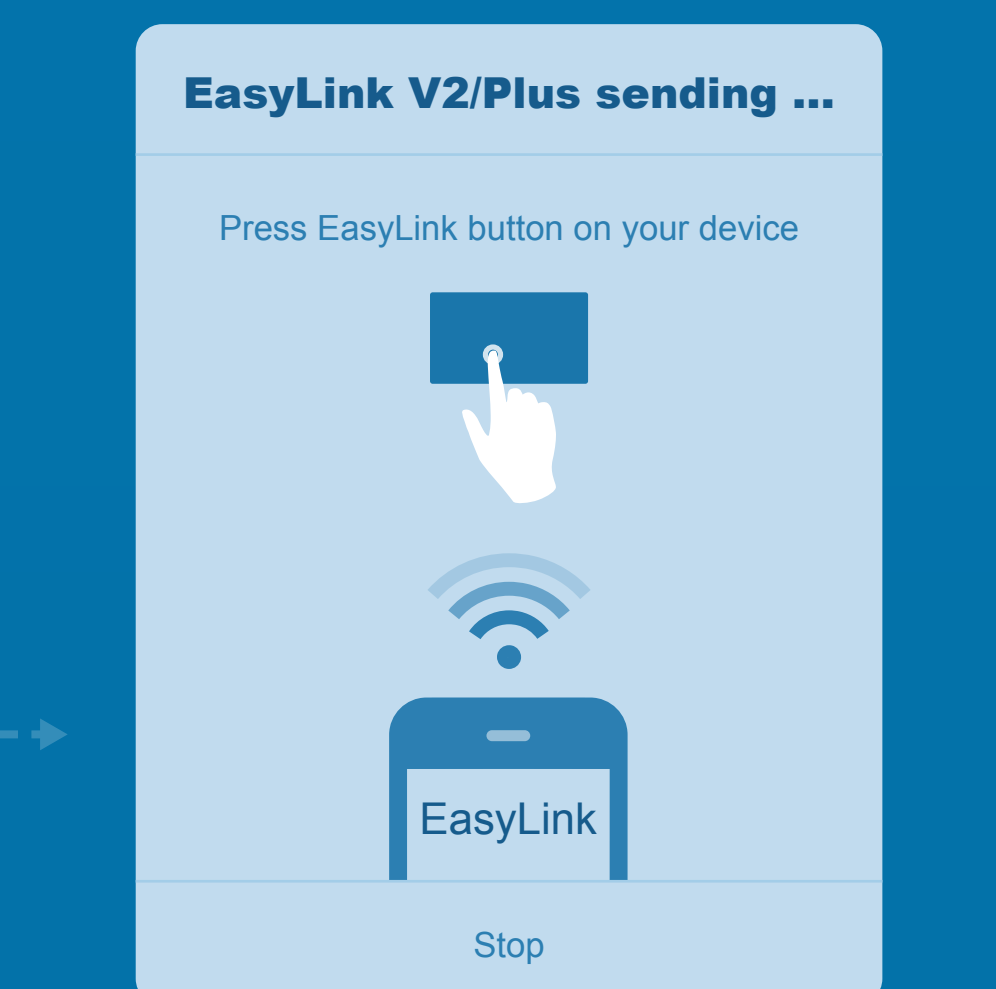 EasyLink V2/Plus sending ...
Press EasyLink button on your device
EasyLink
Stop